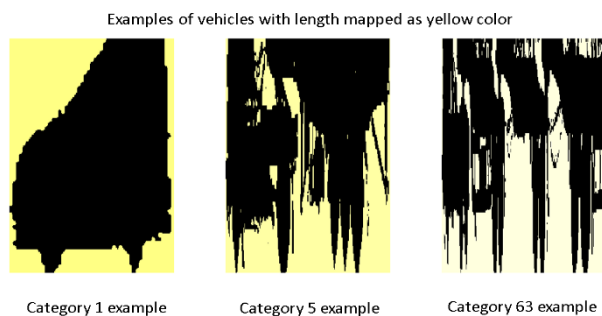 Examples of vehicles with length mapped as yellow color
Category 1 example
Category 5 example
Category 63 example